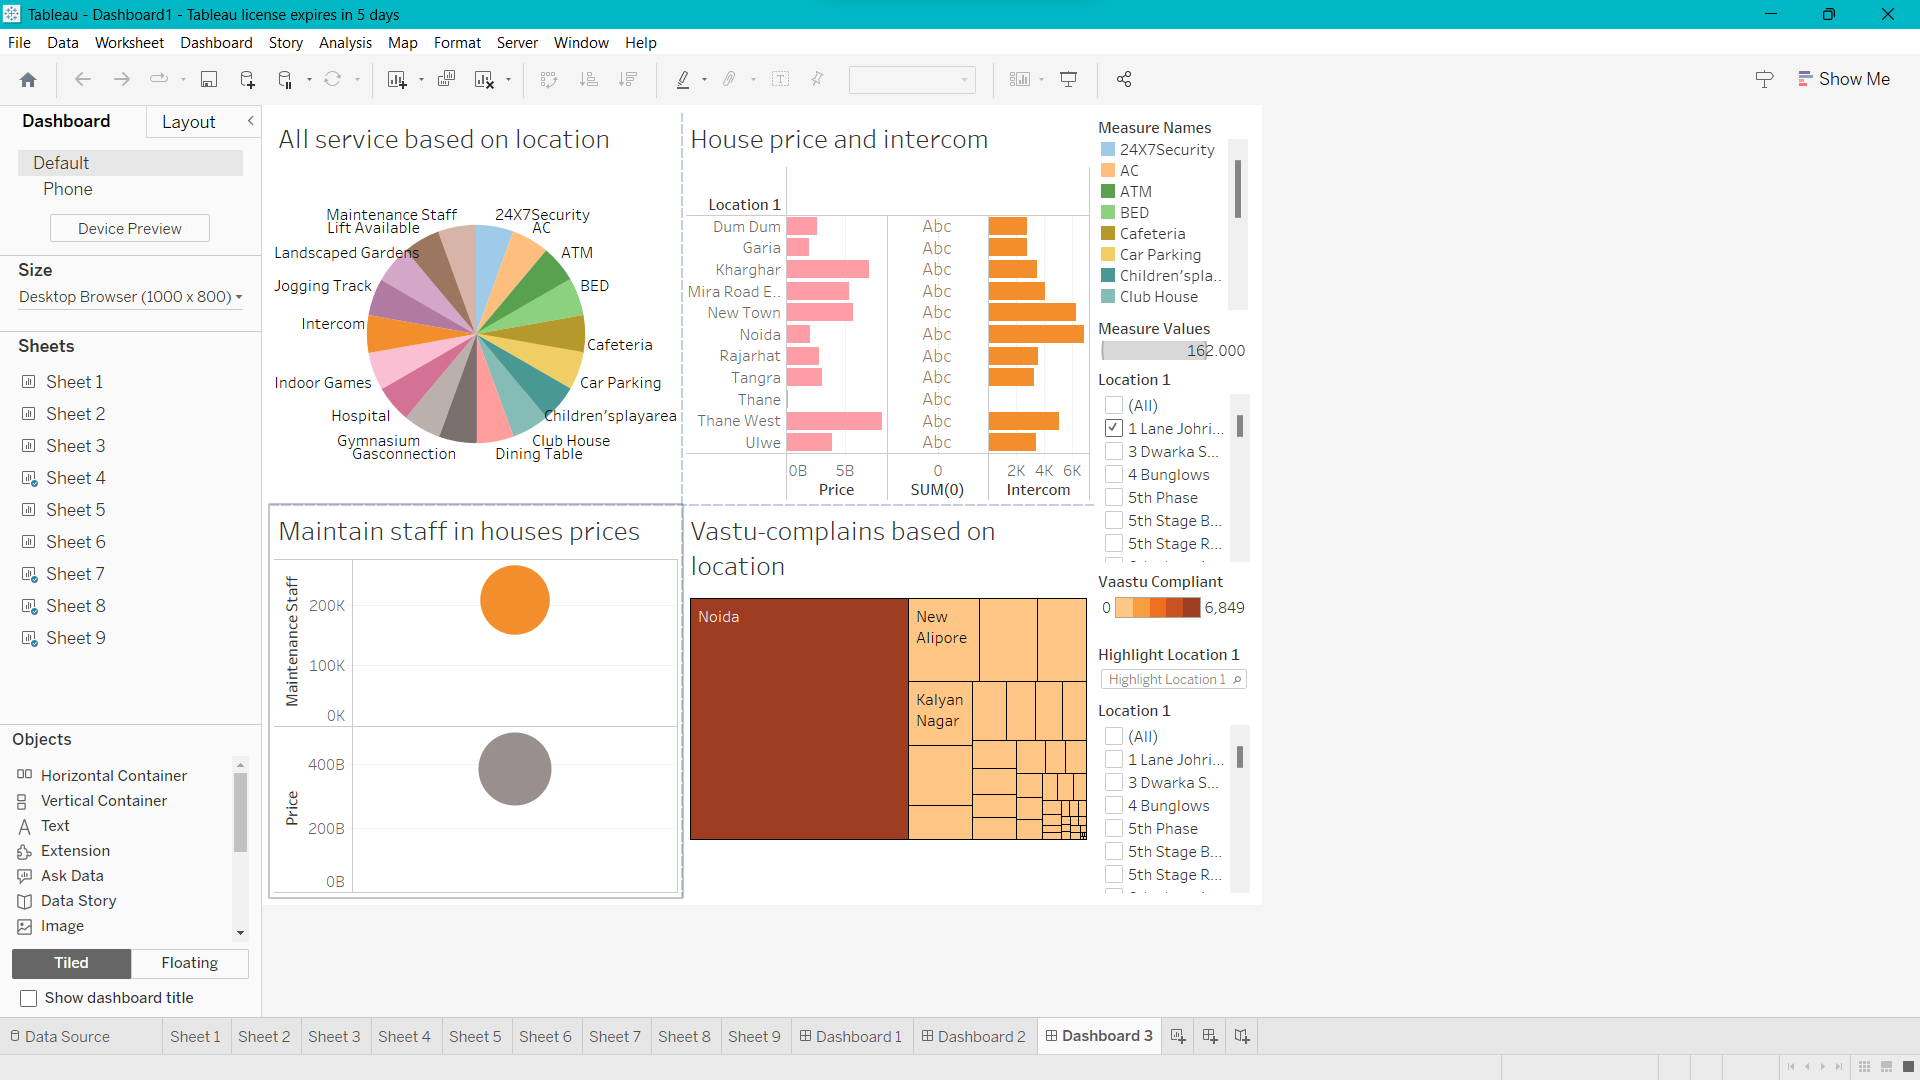 Tableau - Dashboard1 - Tableau license expires in 5 days
File Data Worksheet Dashboard Story Analysis Map Format Server Window Help
Show Me
Dashboard
Layout
Default
Phone
Device Preview
Size
Desktop Browser (1000 x 800)
Sheets
Sheet 1
Sheet 2
Sheet 3
Sheet 4
Sheet 5
Sheet 6
Sheet 7
Sheet 8
Sheet 9
Objects
Horizontal Container
Vertical Container
Text
Extension
Ask Data
Data Story
Image
Tiled
Floating
Show dashboard title
All service based on location
Maintenance Staff
24X7Security
Lift Available
AC
Landscaped Gardens
ATM
Jogging Track
BED
Intercom
Cafeteria
Indoor Games
Car Parking
Hospital
Children'splayarea
Gymnasium
Club House
Gasconnection
Dining Table
House price and intercom
Location 1
Dum Dum Abc
Garia Abc
Kharghar Abc
Mira Road E.. Abc
New Town Abc
Noida Abc
Rajarhat Abc
Tangra Abc
Thane Abc
Thane West Abc
Ulwe Abc
0B 5B 0 2K 4K 6K
Price SUM(0) Intercom
Maintain staff in houses prices
Maintenance Staff
200K
100K
0K
Price
400B
200B
0B
Vastu-complains based on
location
Noida
New
Alipore
Kalyan
Nagar
Measure Names
24X7Security
AC
ATM
BED
Cafeteria
Car Parking
Children'spla..
Club House
Measure Values
162.000
Location 1
(All)
1 Lane Johri...
3 Dwarka S...
4 Bunglows
5th Phase
5th Stage B...
5th Stage R...
Vaastu Compliant
0 6,849
Highlight Location 1
Highlight Location 1
Location 1
(All)
1 Lane Johri...
3 Dwarka S...
4 Bunglows
5th Phase
5th Stage B...
5th Stage R...
Data Source Sheet 1 Sheet 2 Sheet 3 Sheet 4 Sheet 5 Sheet 6 Sheet 7 Sheet 8 Sheet 9 Dashboard 1 Dashboard 2 Dashboard 3